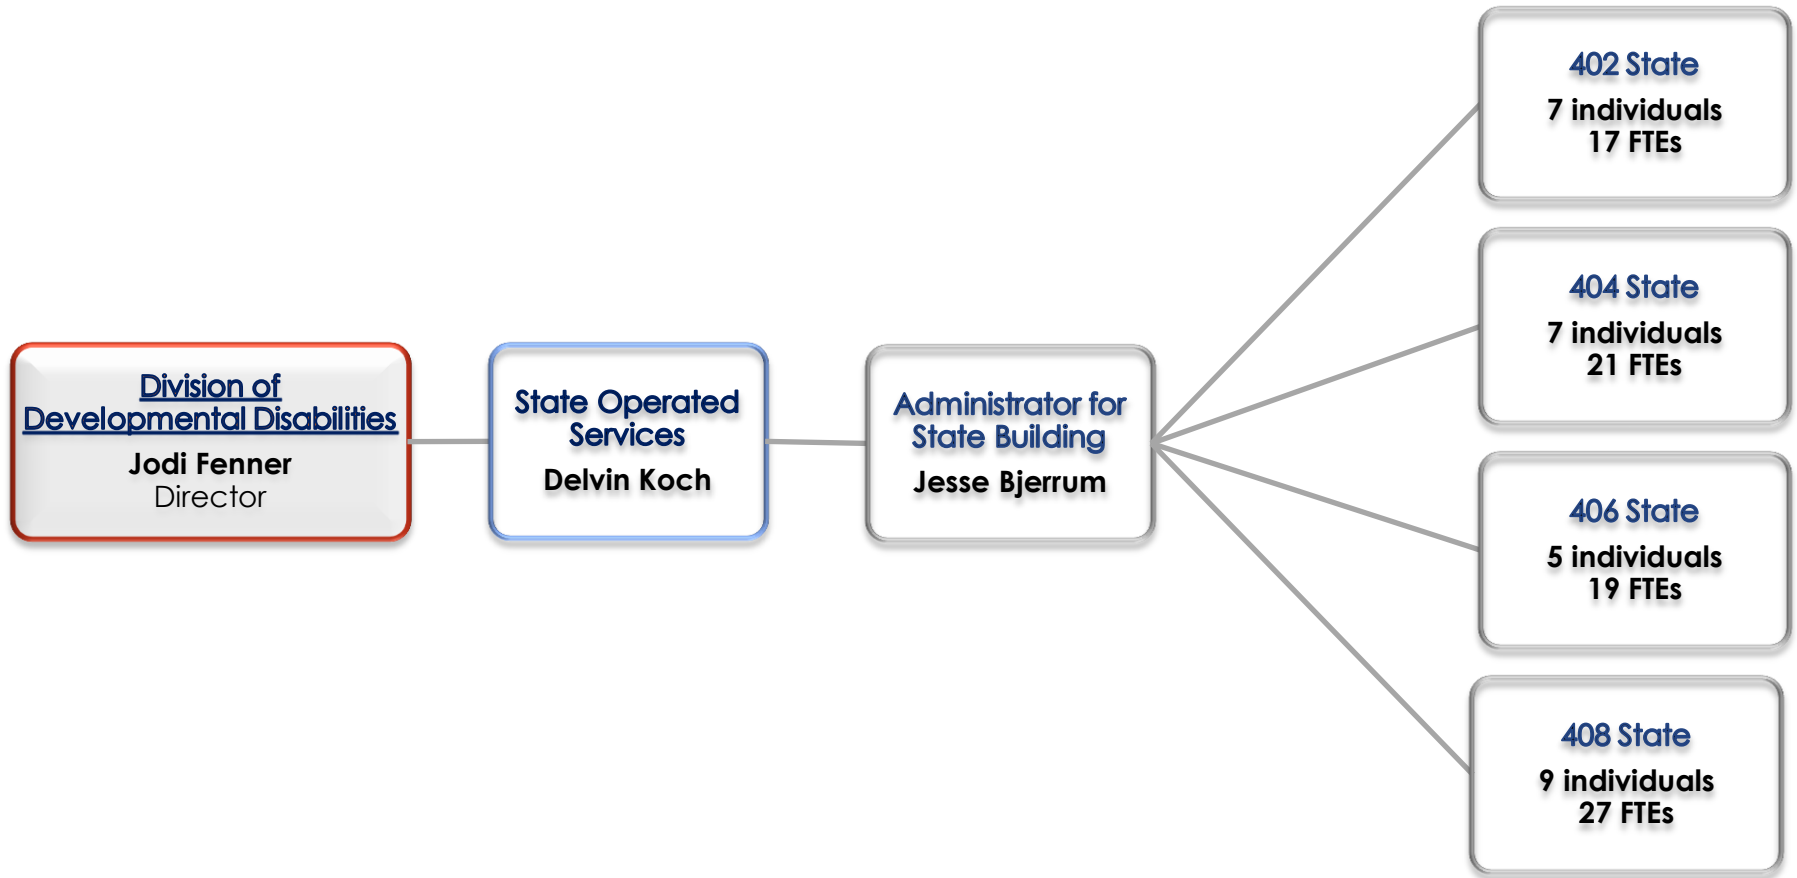 Division of
Developmental Disabilities
Jodi Fenner
Director
State Operated
Services
Delvin Koch
Administrator for
State Building
Jesse Bjerrum
402 State
7 individuals
17 FTEs
404 State
7 individuals
21 FTEs
406 State
5 individuals
19 FTEs
408 State
9 individuals
27 FTEs